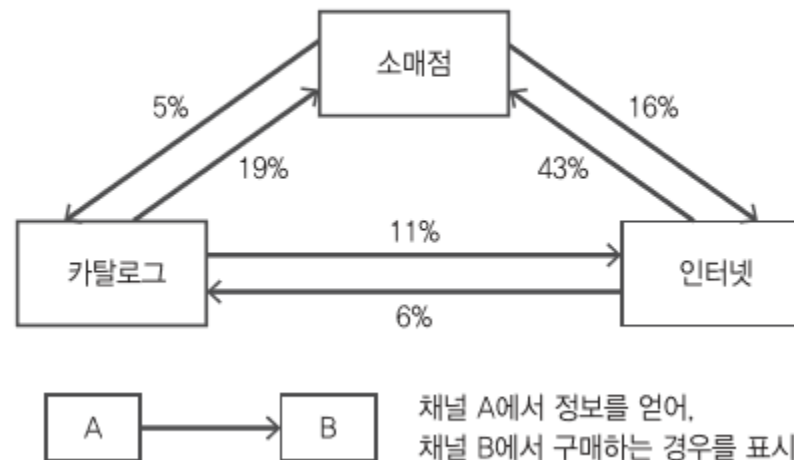 소매점
5%
16%
19%
43%
카탈로그
11%
인터넷
6%
A
B
채널 A에서 정보를 얻어,
채널 B에서 구매하는 경우를 표시